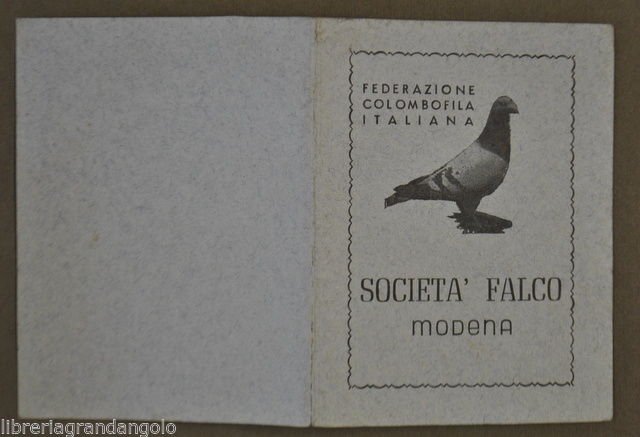 FEDERAZIONE
COLOMBOFILA
ITALIANA
SOCIETA' FALCO
MODENA
libreriagrandangolo